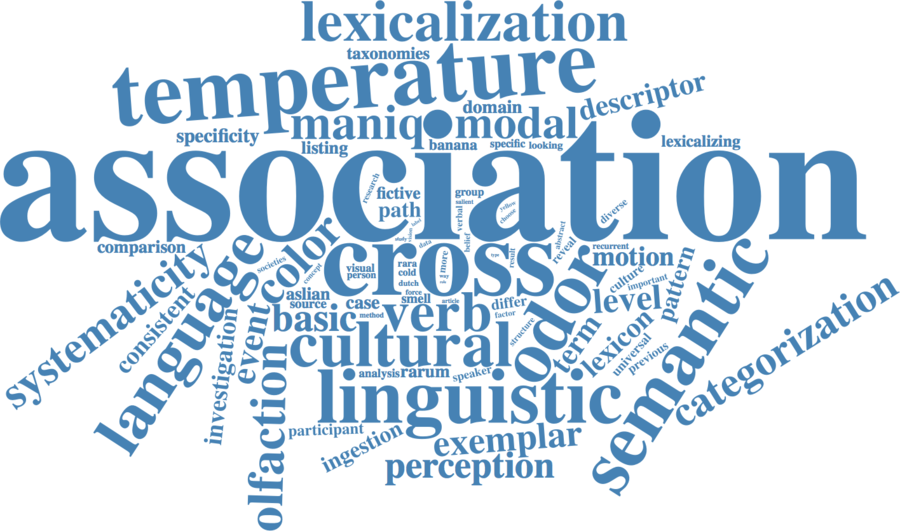 lexicalization
taxonomies
temperature
domain
descriptor
maniq
modal
specificity
listing
banana
specific
looking
lexicalizing
association
research
fictive
group
salient
path
verbal
yellow
choose
diverse
comparison
language
color
cross
study
vision
label
data
belief
abstract
reveal
recurrent
motion
systematicity
societies
concept
visual
person
rara
cold
dutch
more
way
type
result
culture
important
pattern
semantic
consistent
aslian
source
case
force
smell
article
odor
level
differ
factor
event
basic
method
verb
structure
term
lexicon
universal
previous
categorization
investigation
cultural
analysis
rarum
speaker
olfaction
linguistic
participant
ingestion
exemplar
perception